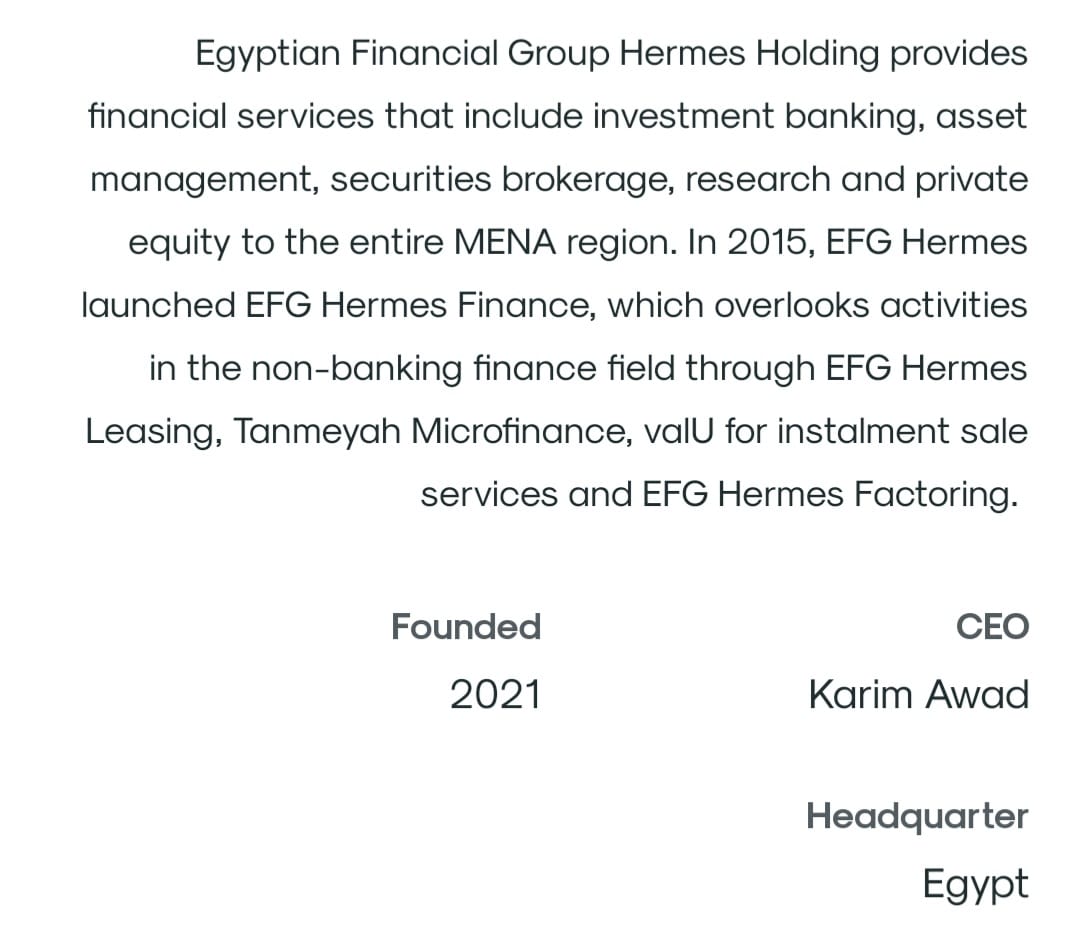 Egyptian Financial Group Hermes Holding provides
financial services that include investment banking, asset
management, securities brokerage, research and private
equity to the entire MENA region. In 2015, EFG Hermes
launched EFG Hermes Finance, which overlooks activities
in the non-banking finance field through EFG Hermes
Leasing, Tanmeyah Microfinance, valU for instalment sale
services and EFG Hermes Factoring.
Founded
2021
CEO
Karim Awad
Headquarter
Egypt